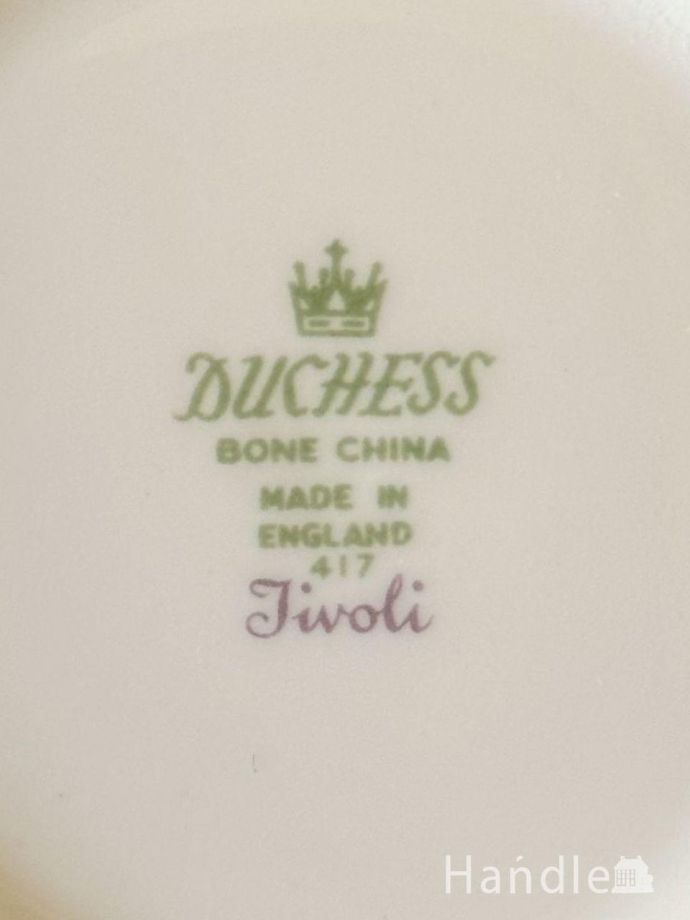 DUCHESS
BONE CHINA
MADE IN
ENGLAND
417
Tivoli
Handle